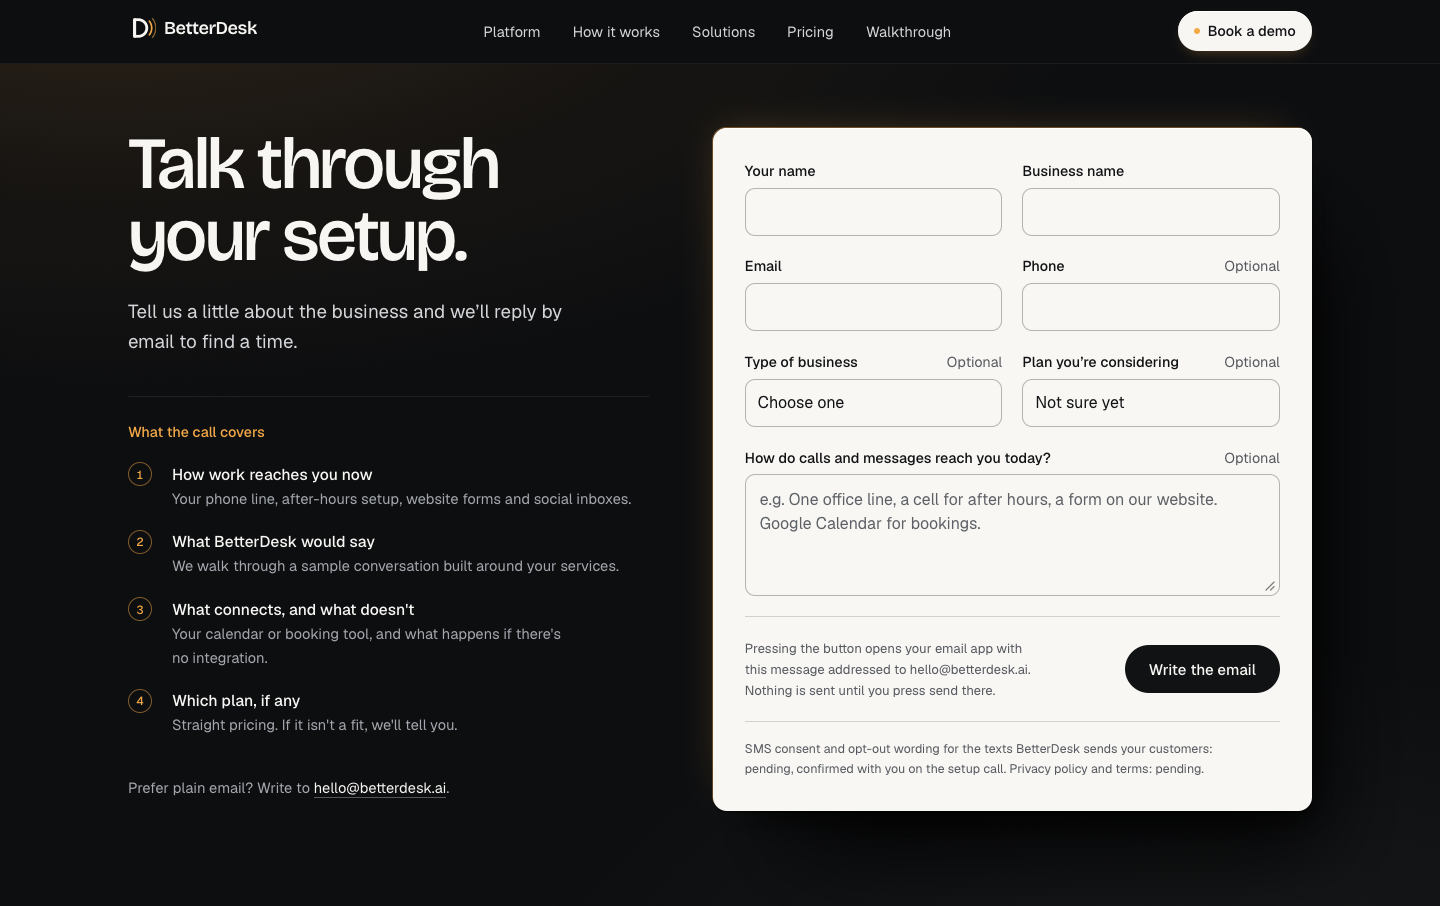 BetterDesk
Platform
How it works
Solutions
Pricing
Walkthrough
Book a demo
Talk through
your setup.
Tell us a little about the business and we’ll reply by
email to find a time.
What the call covers
1
How work reaches you now
Your phone line, after-hours setup, website forms and social inboxes.
2
What BetterDesk would say
We walk through a sample conversation built around your services.
3
What connects, and what doesn't
Your calendar or booking tool, and what happens if there's
no integration.
4
Which plan, if any
Straight pricing. If it isn't a fit, we'll tell you.
Prefer plain email? Write to hello@betterdesk.ai.
Your name
Business name
Email
Phone Optional
Type of business Optional
Plan you’re considering Optional
Choose one
Not sure yet
How do calls and messages reach you today? Optional
e.g. One office line, a cell for after hours, a form on our website.
Google Calendar for bookings.
Pressing the button opens your email app with
this message addressed to hello@betterdesk.ai.
Nothing is sent until you press send there.
Write the email
SMS consent and opt-out wording for the texts BetterDesk sends your customers:
pending, confirmed with you on the setup call. Privacy policy and terms: pending.